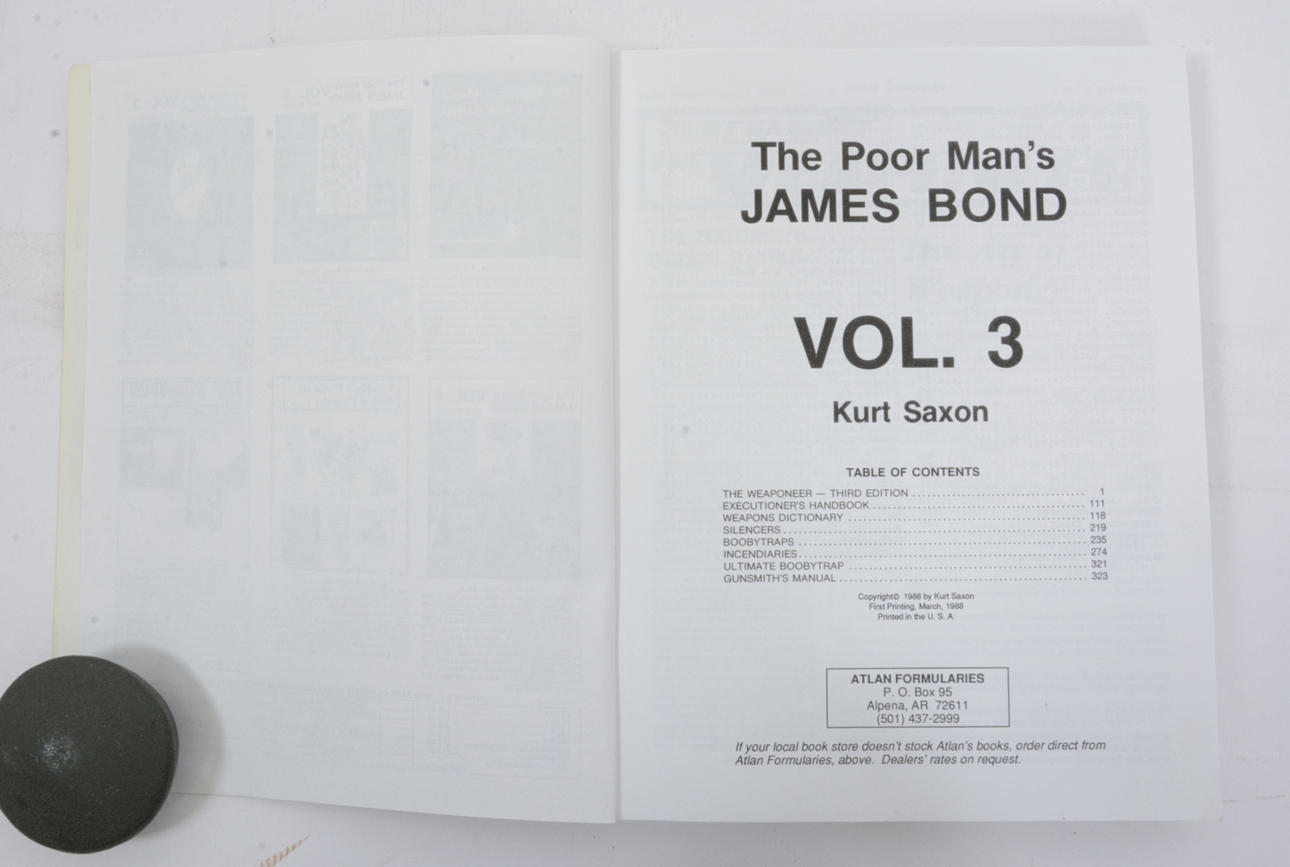 The Poor Man's
JAMES BOND
VOL. 3
Kurt Saxon
TABLE OF CONTENTS
THE WEAPONEER — THIRD EDITION ................................. 1
EXECUTIONER'S HANDBOOK ........................................ 111
WEAPONS DICTIONARY ............................................ 118
SILENCERS ..................................................... 219
BOOBYTRAPS .................................................... 235
INCENDIARIES .................................................. 274
ULTIMATE BOOBYTRAP ............................................ 321
GUNSMITH'S MANUAL ............................................. 323
Copyright© 1988 by Kurt Saxon
First Printing, March, 1988
Printed in the U. S. A.
ATLAN FORMULARIES
P. O. Box 95
Alpena, AR 72611
(501) 437-2999
If your local book store doesn't stock Atlan's books, order direct from
Atlan Formularies, above. Dealers' rates on request.